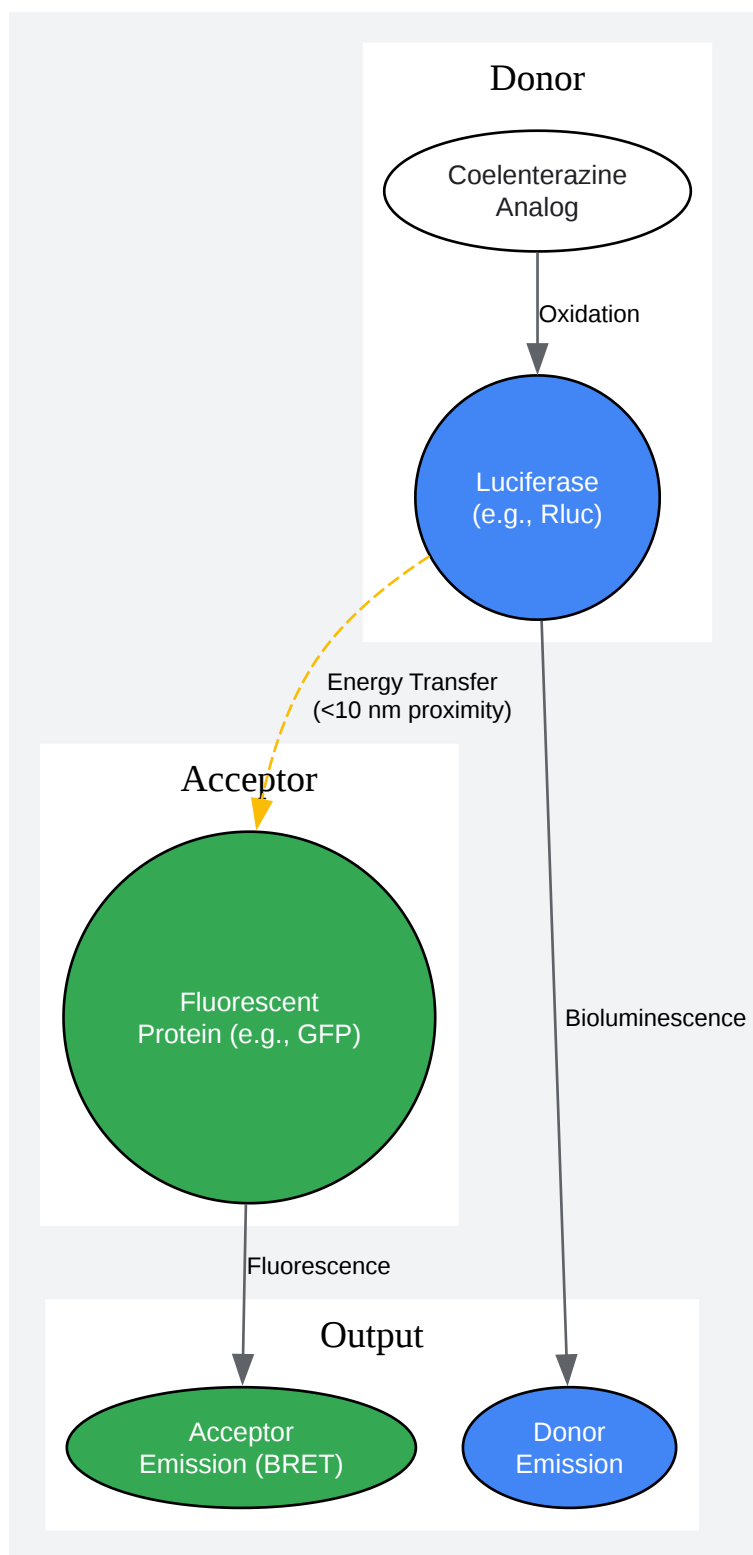 Donor
Coelenterazine
Analog
Oxidation
Luciferase
(e.g., Rluc)
Energy Transfer
(<10 nm proximity)
Acceptor
Fluorescent
Protein (e.g., GFP)
Bioluminescence
Fluorescence
Output
Acceptor
Emission (BRET)
Donor
Emission